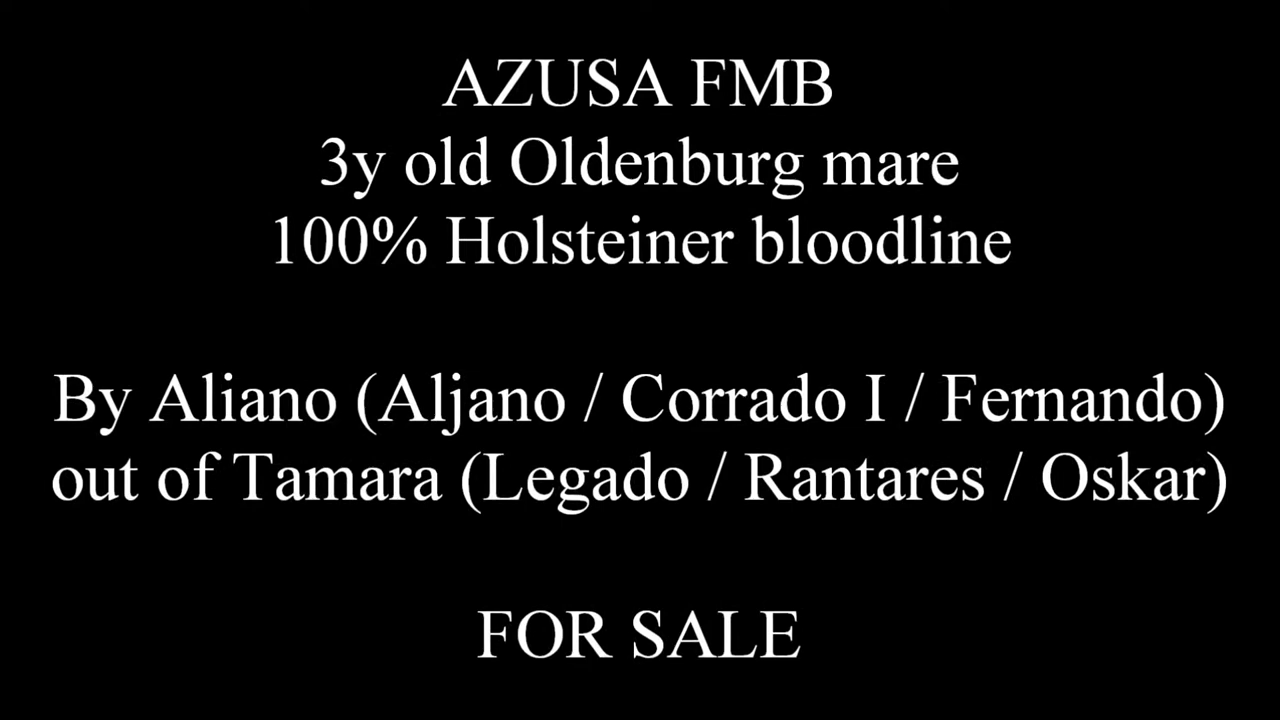 AZUSA FMB
3y old Oldenburg mare
100% Holsteiner bloodline
By Aliano (Aljano / Corrado I / Fernando)
out of Tamara (Legado / Rantares / Oskar)
FOR SALE